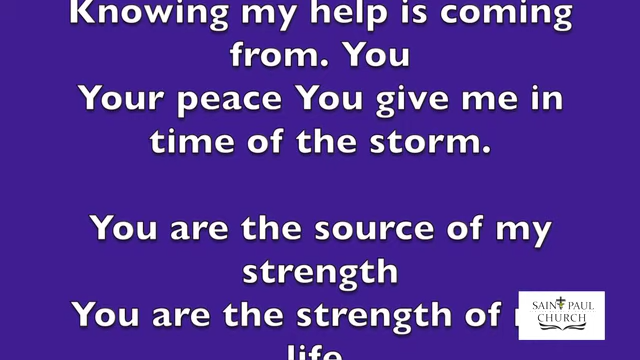 Knowing my help is coming
from. You
Your peace You give me in
time of the storm.
You are the source of my
strength
You are the strength of
life
SAINT PAUL
CHURCH